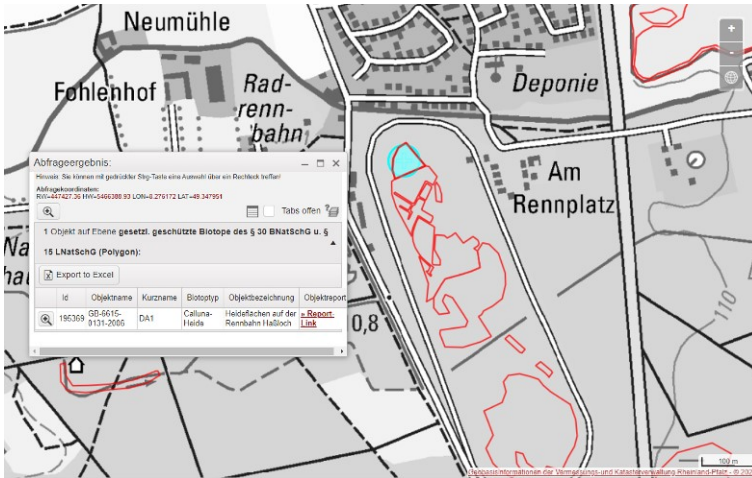 Neumühle
Fohlenhof
Rad-
renn-
bahn
Deponie
Am
Rennplatz
+
-
Abfrageergebnis:
Hinweis: Sie können mit gedrückter Strg-Taste eine Auswahl über ein Rechteck treffen!
Abfragekoordinaten:
RW=447427.36 HW=5466388.93 LON=8.276172 LAT=49.347951
Tabs offen
1 Objekt auf Ebene gesetzl. geschützte Biotope des § 30 BNatSchG u. §
15 LNatSchG (Polygon):
Export to Excel
Id Objektname Kurzname Biotoptyp Objektbezeichnung Objektreport
195369 GB-6615-0131-2006 DA1 Calluna-Heide Heideflächen auf der Rennbahn Haßloch » Report-Link
Na
ha
0,8
110
100 m
Geobasisinformationen der Vermessungs- und Katasterverwaltung Rheinland-Pfalz - © 202